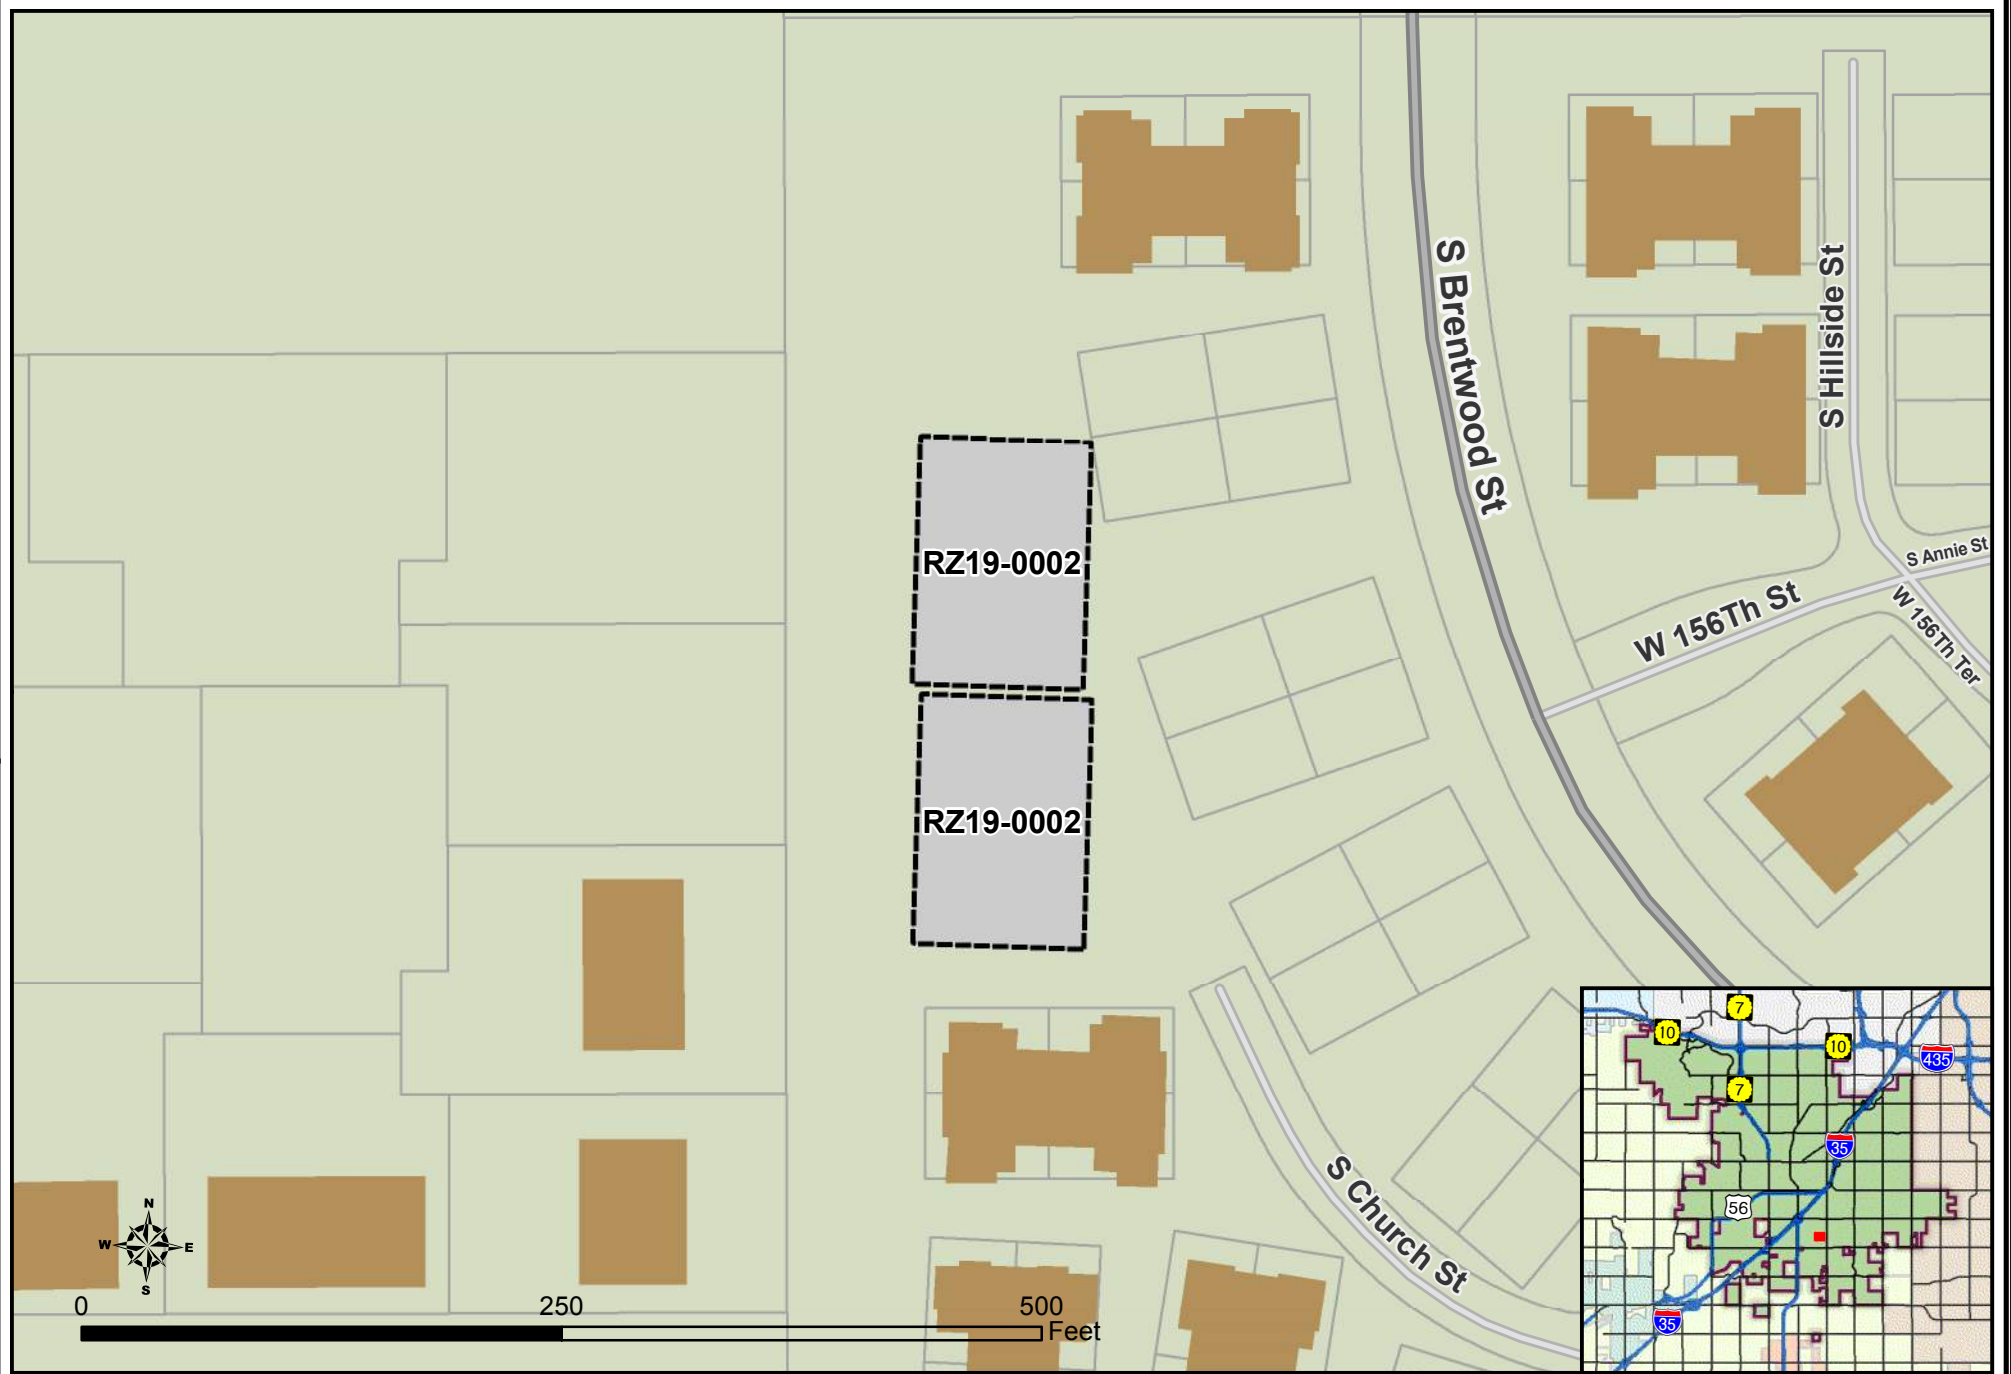 S Brentwood St
S Hillside St
S Annie St
W 156Th St
W 156Th Ter
RZ19-0002
RZ19-0002
S Church St
N
W
E
S
0
250
500
Feet
7
10
10
435
7
35
56
35